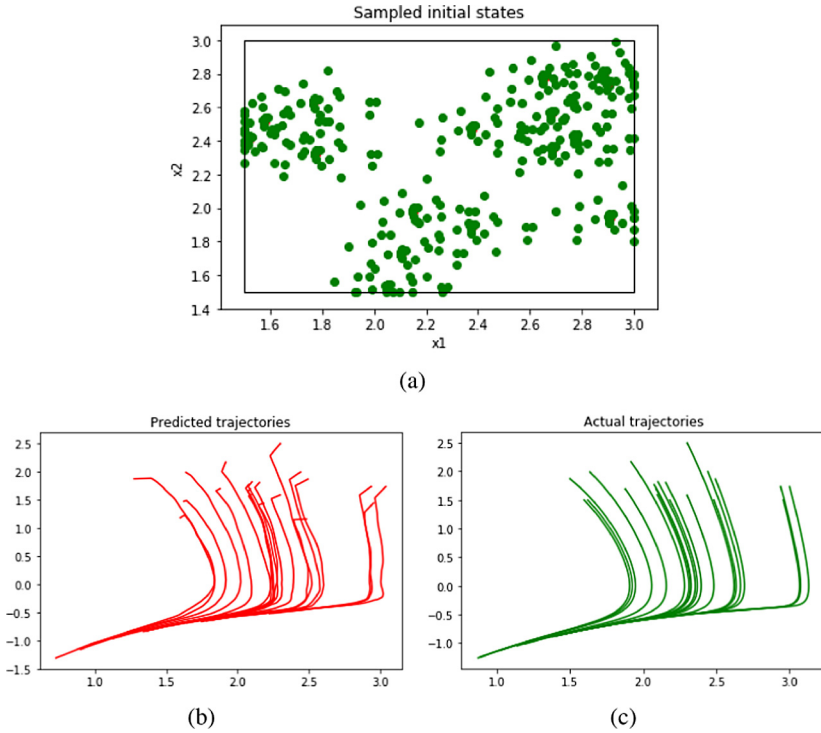 Sampled initial states
3.0
2.8
2.6
2.4
2.2
2.0
1.8
1.6
1.4
x2
1.6 1.8 2.0 2.2 2.4 2.6 2.8 3.0
x1
(a)
Predicted trajectories
2.5
2.0
1.5
1.0
0.5
0.0
−0.5
−1.0
−1.5
1.0 1.5 2.0 2.5 3.0
(b)
Actual trajectories
2.5
2.0
1.5
1.0
0.5
0.0
−0.5
−1.0
1.0 1.5 2.0 2.5 3.0
(c)